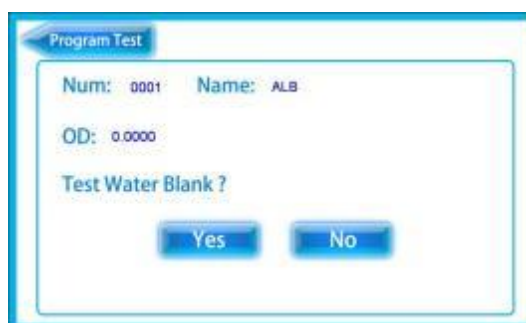 Program Test
Num: 0001 Name: ALB
OD: 0.0000
Test Water Blank ?
Yes No